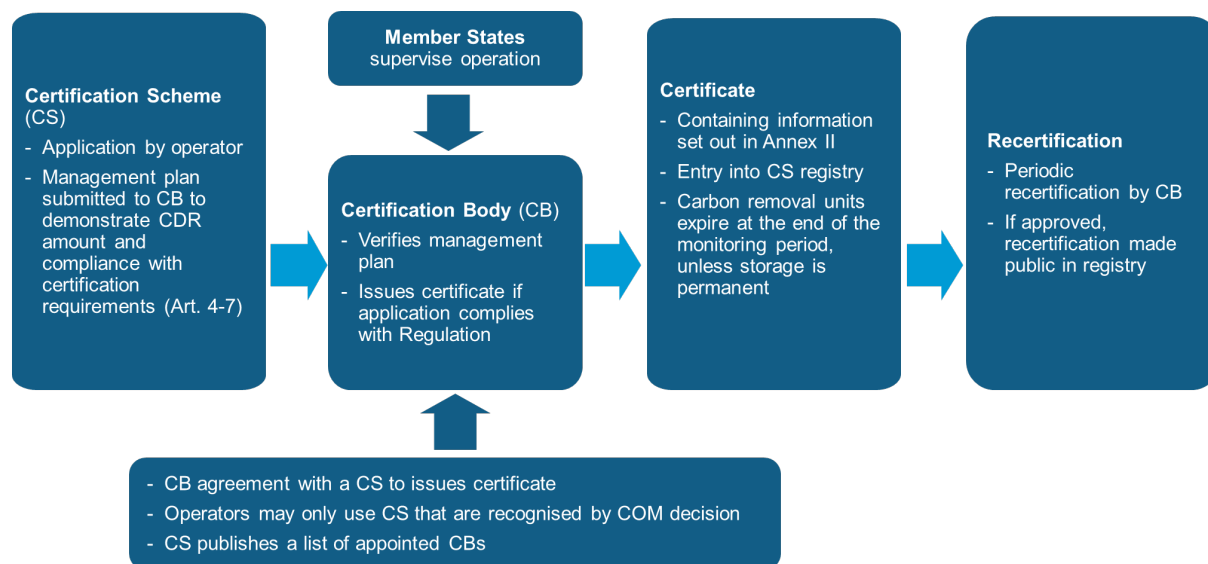 Certification Scheme
(CS)
- Application by operator
- Management plan
submitted to CB to
demonstrate CDR
amount and
compliance with
certification
requirements (Art. 4-7)
Member States
supervise operation
Certification Body (CB)
- Verifies management
plan
- Issues certificate if
application complies
with Regulation
- CB agreement with a CS to issues certificate
- Operators may only use CS that are recognised by COM decision
- CS publishes a list of appointed CBs
Certificate
- Containing information
set out in Annex II
- Entry into CS registry
- Carbon removal units
expire at the end of the
monitoring period,
unless storage is
permanent
Recertification
- Periodic
recertification by CB
- If approved,
recertification made
public in registry